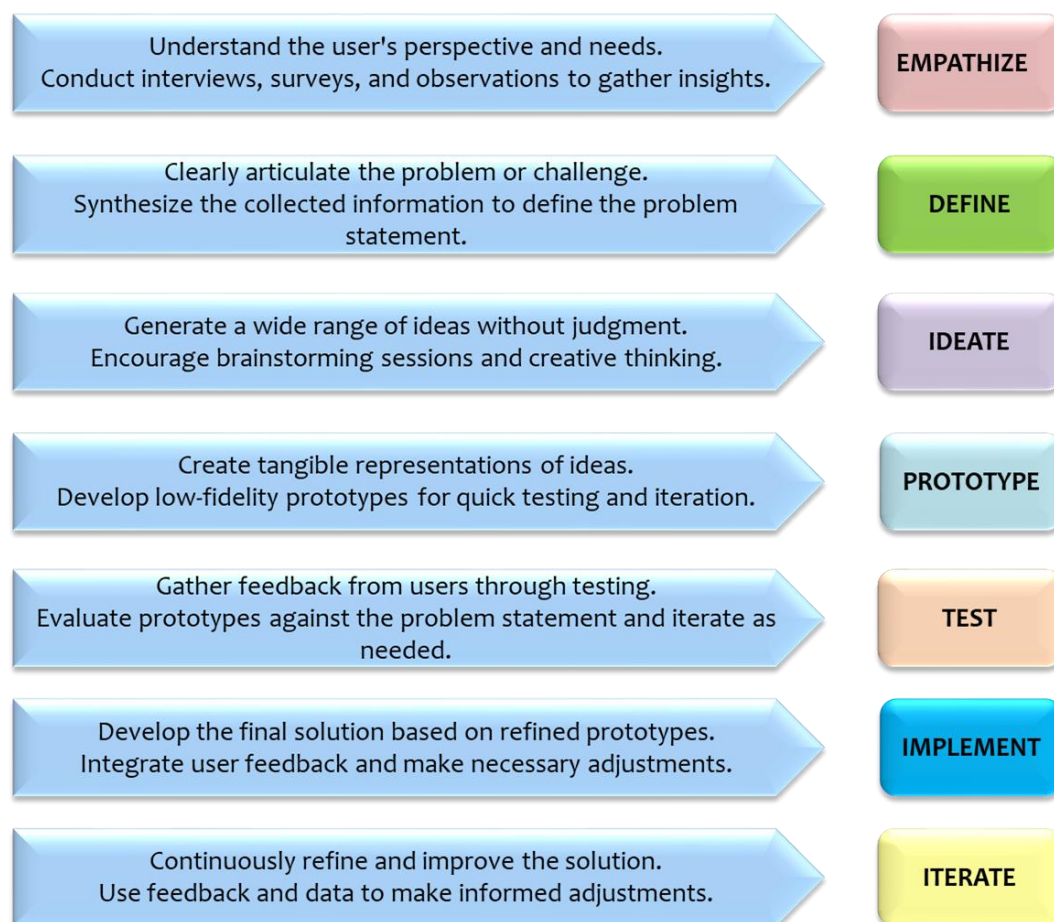 Understand the user's perspective and needs.
Conduct interviews, surveys, and observations to gather insights.
EMPATHIZE
Clearly articulate the problem or challenge.
Synthesize the collected information to define the problem
statement.
DEFINE
Generate a wide range of ideas without judgment.
Encourage brainstorming sessions and creative thinking.
IDEATE
Create tangible representations of ideas.
Develop low-fidelity prototypes for quick testing and iteration.
PROTOTYPE
Gather feedback from users through testing.
Evaluate prototypes against the problem statement and iterate as
needed.
TEST
Develop the final solution based on refined prototypes.
Integrate user feedback and make necessary adjustments.
IMPLEMENT
Continuously refine and improve the solution.
Use feedback and data to make informed adjustments.
ITERATE